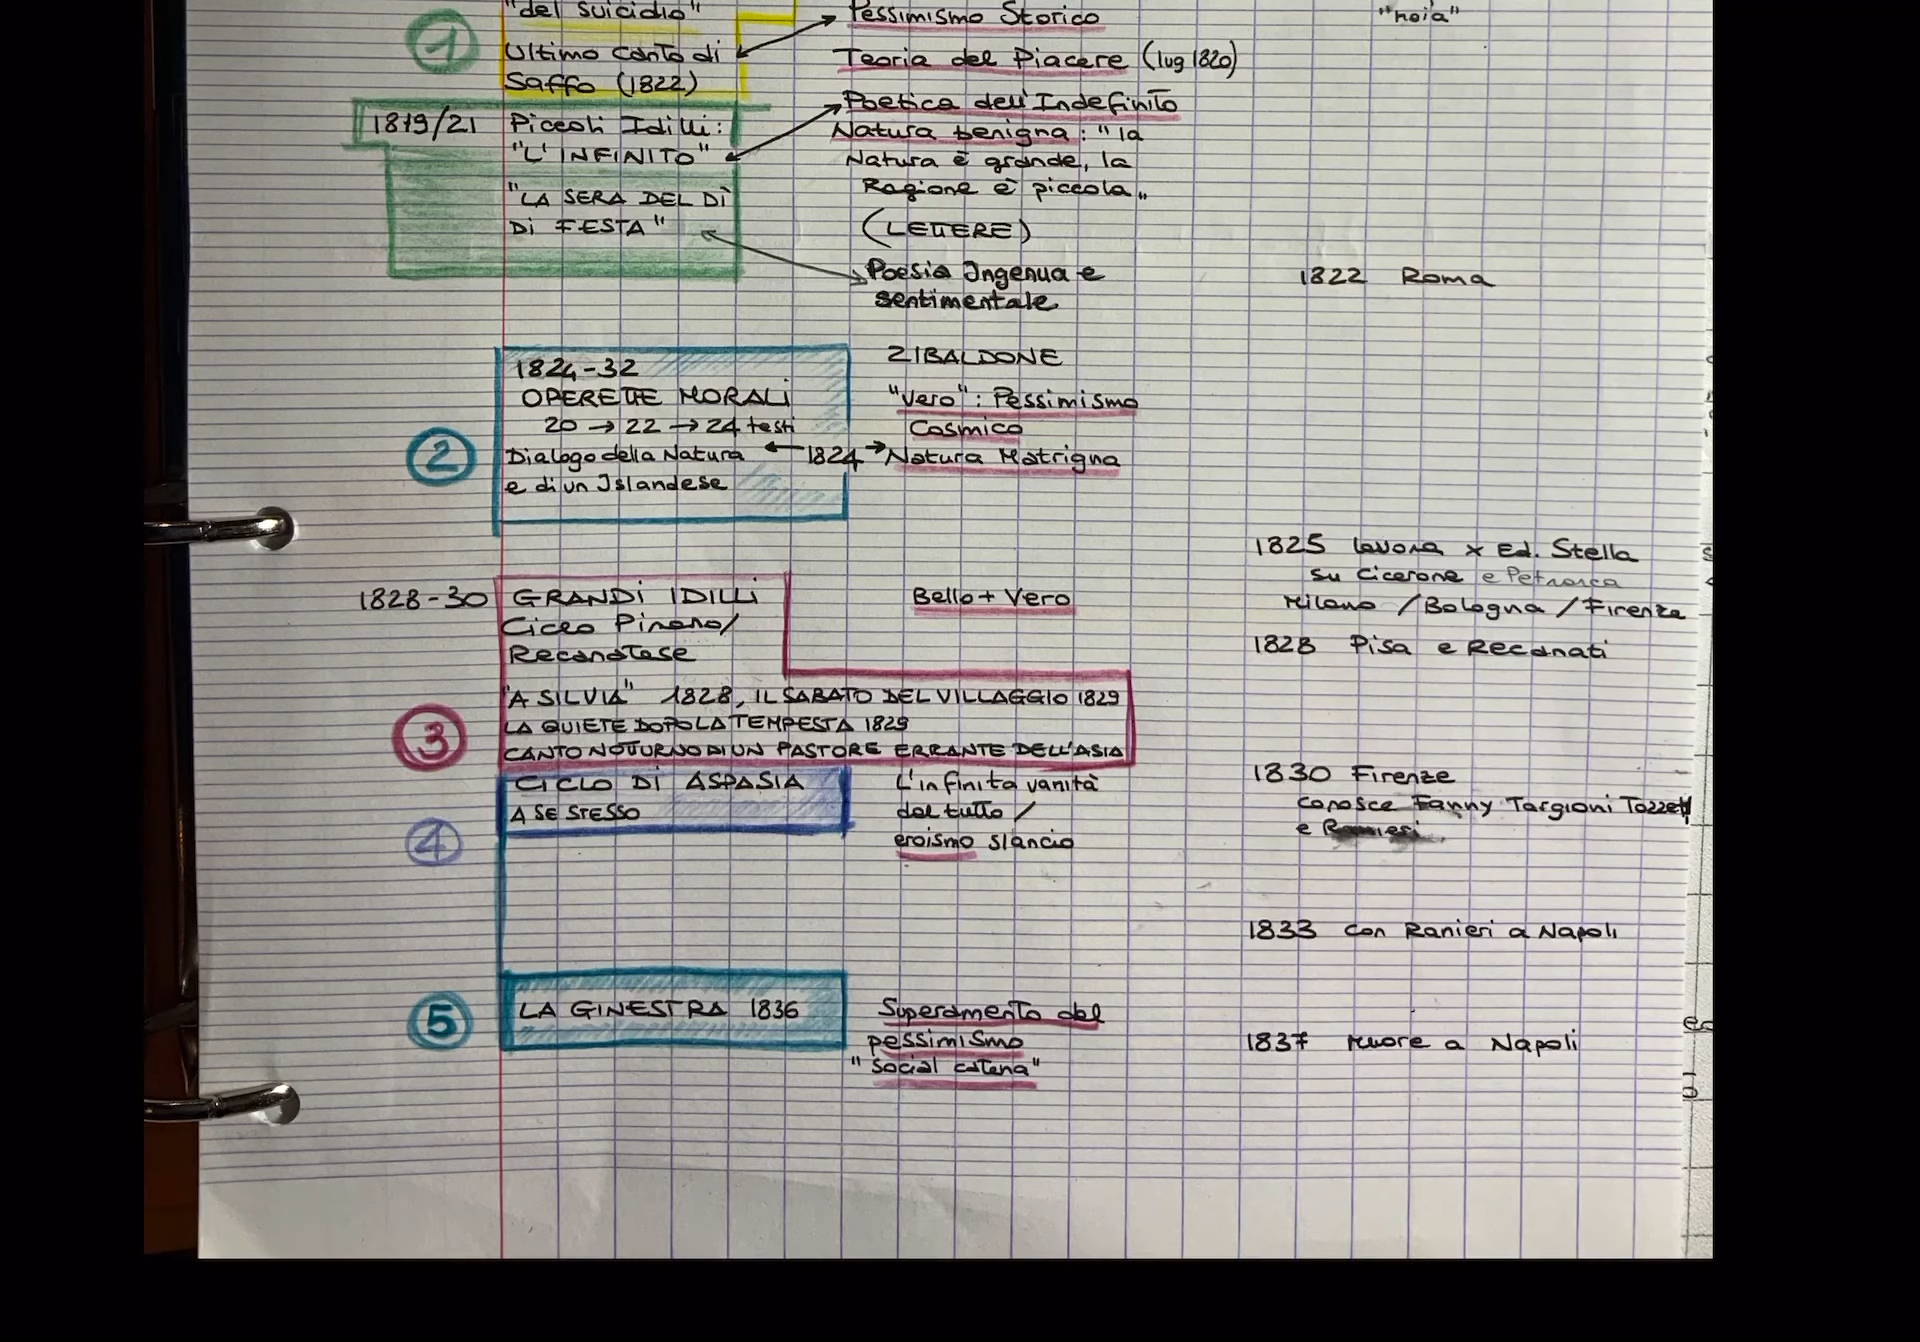 "del suicidio"
Ultimo Canto di
Saffo (1822)
1
Pessimismo Storico
Teoria del Piacere (lug 1820)
"noia"
1819/21 Piccoli Idilli:
"L'INFINITO"
"LA SERA DEL DÌ
Di FESTA"
Poetica dell'Indefinito
Natura benigna: "la
Natura è grande, la
Ragione è piccola"
(LETTERE)
Poesia Ingenua e
sentimentale
1822 Roma
2
1824-32
OPERETTE MORALI
20 → 22 → 24 testi
Dialogo della Natura ← 1824 → Natura Matrigna
e di un Islandese
ZIBALDONE
"Vero": Pessimismo
Cosmico
1825 lavora x Ed. Stella
su Cicerone e Petrarca
Milano / Bologna / Firenze
1828 Pisa e Recanati
1828-30 GRANDI IDILLI
Ciclo Pisano/
Recanatese
Bello + Vero
3
"A SILVIA" 1828, IL SABATO DEL VILLAGGIO 1829
LA QUIETE DOPO LA TEMPESTA 1829
CANTO NOTTURNO DI UN PASTORE ERRANTE DELL'ASIA
4
CICLO DI ASPASIA
A SE STESSO
L'infinita vanità
del tutto /
eroismo slancio
1830 Firenze
conosce Fanny Targioni Tozzetti
e Ranieri
1833 con Ranieri a Napoli
5
LA GINESTRA 1836
Superamento del
pessimismo
"Social catena"
1837 muore a Napoli